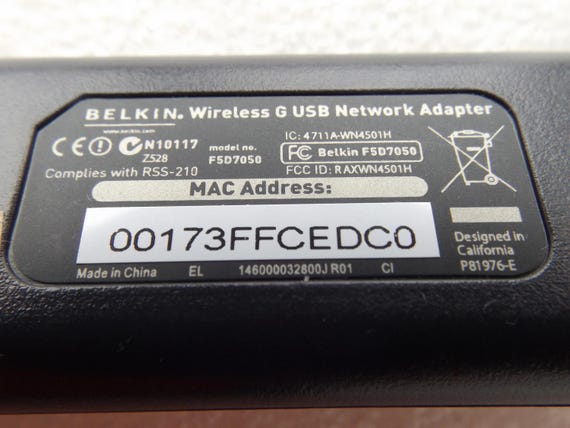 BELKIN. Wireless G USB Network Adapter
www.belkin.com
CE N10117 model no. IC: 4711A-WN4501H
Z528 F5D7050 FC Belkin F5D7050
Complies with RSS-210 FCC ID: RAXWN4501H
MAC Address:
00173FFCEDC0
Designed in
California
Made in China EL 146000032800J R01 CI P81976-E